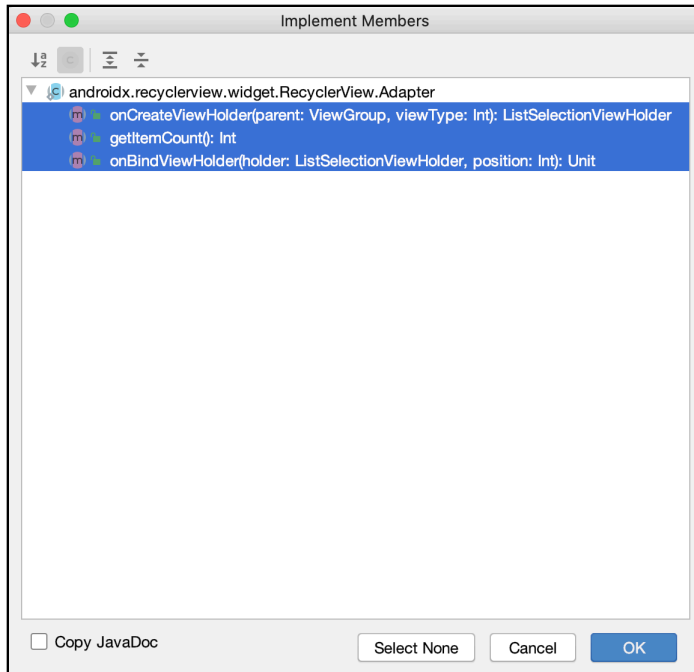 Implement Members
androidx.recyclerview.widget.RecyclerView.Adapter
onCreateViewHolder(parent: ViewGroup, viewType: Int): ListSelectionViewHolder
getItemCount(): Int
onBindViewHolder(holder: ListSelectionViewHolder, position: Int): Unit
Copy JavaDoc
Select None
Cancel
OK